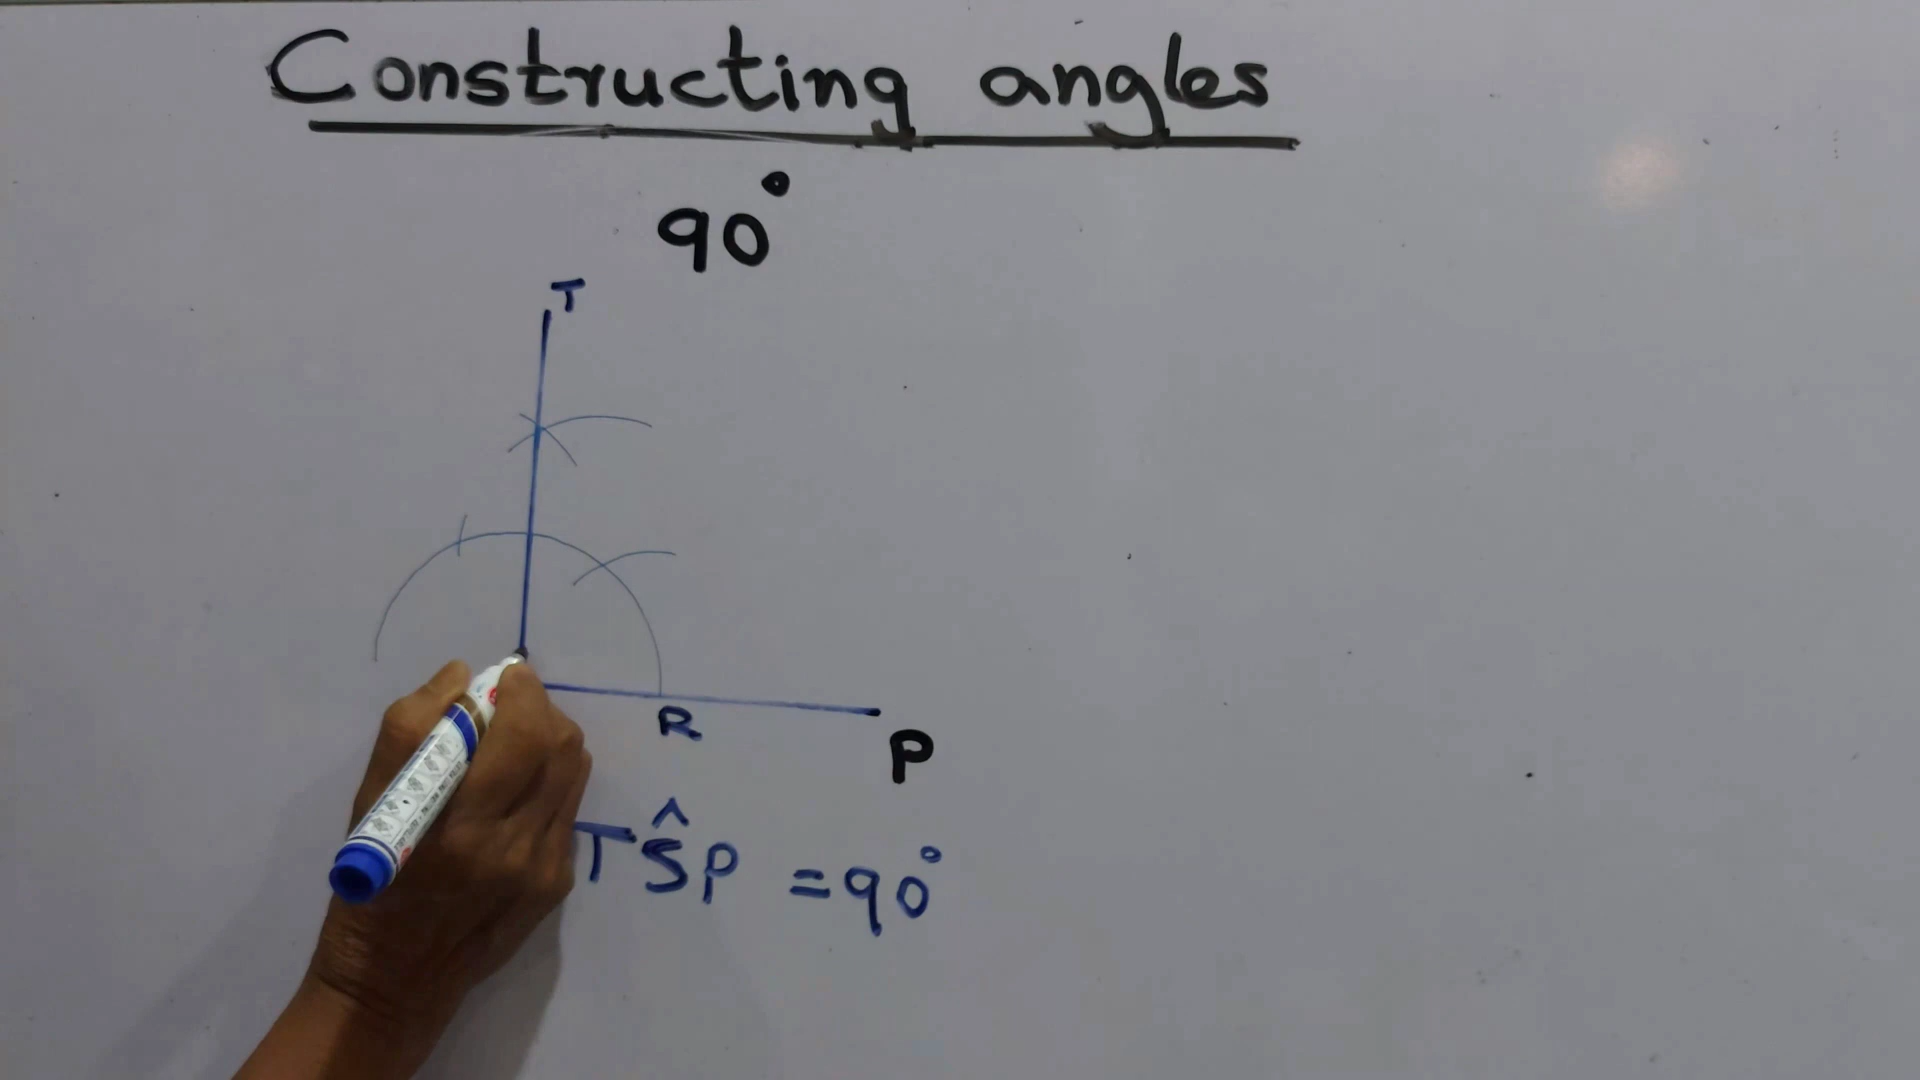 Constructing angles
90°
T
R
P
TŜP = 90°